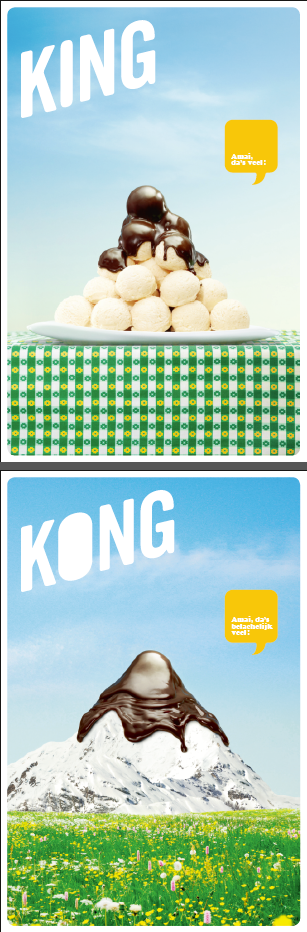 KING
Amai,
da's veel!
KONG
Amai, da's
belachelijk
veel!